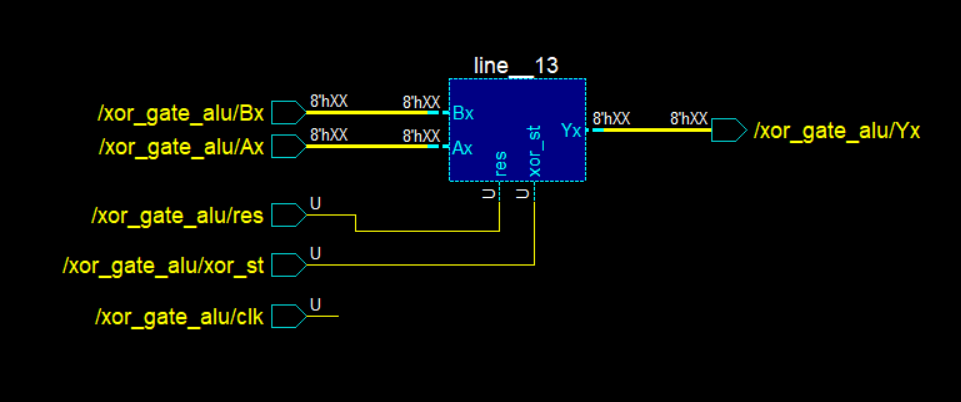 line__13
/xor_gate_alu/Bx 8'hXX 8'hXX Bx
/xor_gate_alu/Ax 8'hXX 8'hXX Ax
Yx 8'hXX 8'hXX /xor_gate_alu/Yx
res xor_st
U U
/xor_gate_alu/res U
/xor_gate_alu/xor_st U
/xor_gate_alu/clk U